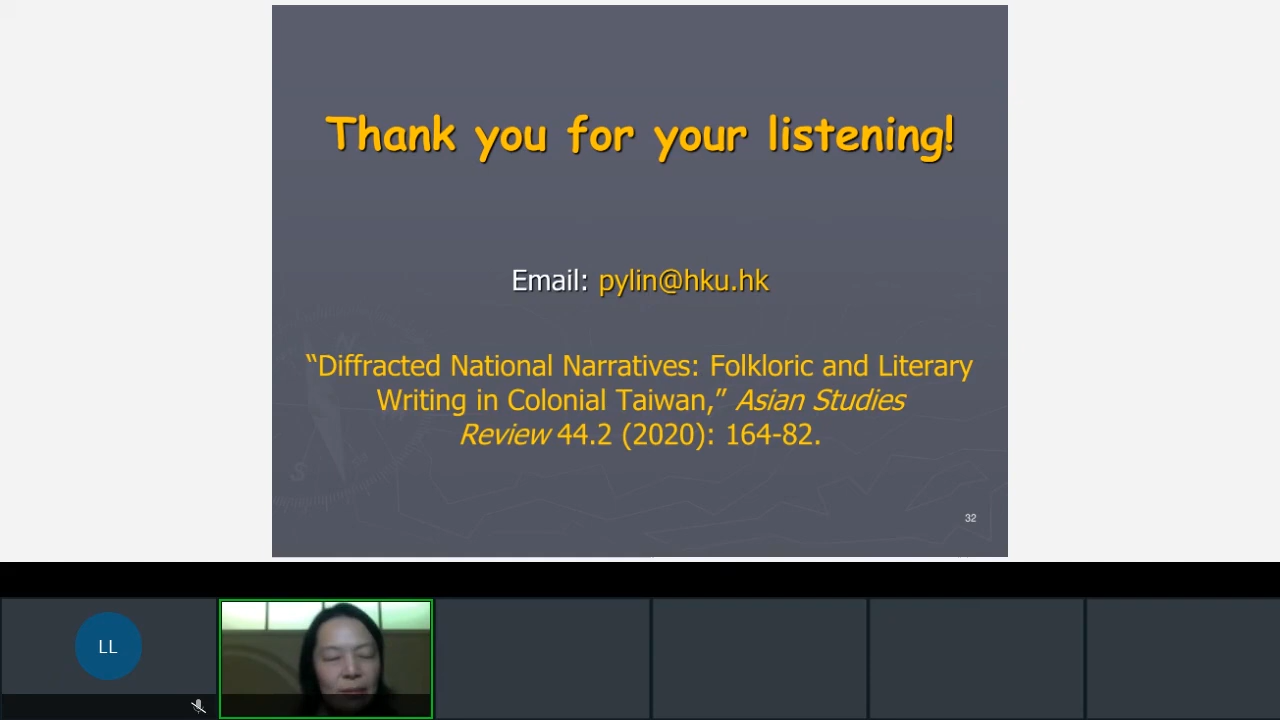 Thank you for your listening!
Email: pylin@hku.hk
“Diffracted National Narratives: Folkloric and Literary
Writing in Colonial Taiwan,” Asian Studies
Review 44.2 (2020): 164-82.
32
LL